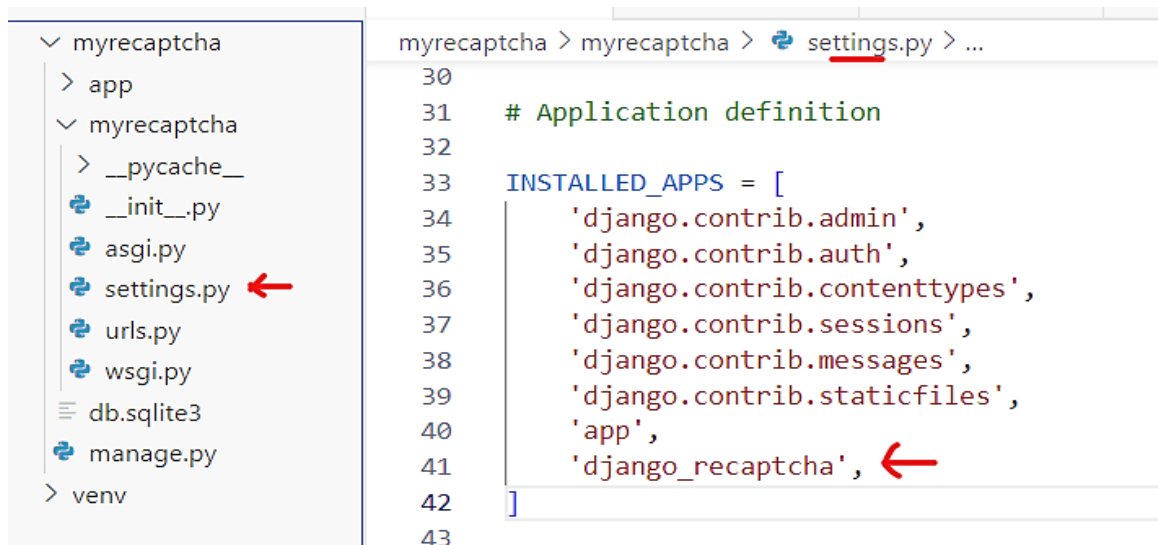 myrecaptcha
app
myrecaptcha
__pycache__
__init__.py
asgi.py
settings.py
urls.py
wsgi.py
db.sqlite3
manage.py
venv
myrecaptcha > myrecaptcha > settings.py > ...
30
31 # Application definition
32
33 INSTALLED_APPS = [
34 'django.contrib.admin',
35 'django.contrib.auth',
36 'django.contrib.contenttypes',
37 'django.contrib.sessions',
38 'django.contrib.messages',
39 'django.contrib.staticfiles',
40 'app',
41 'django_recaptcha',
42 ]
43